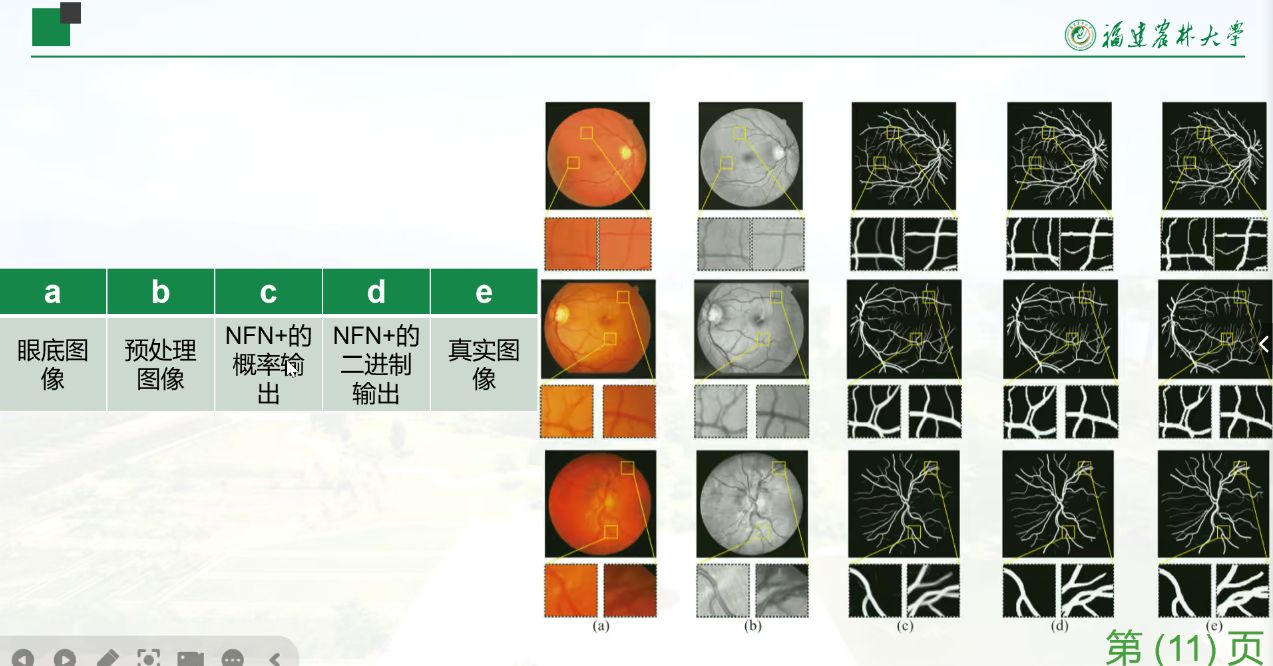 福建农林大学
a b c d e
眼底图
像
预处理
图像
NFN+的
概率输
出
NFN+的
二进制
输出
真实图
像
(a) (b) (c) (d) (e)
第 (11) 页